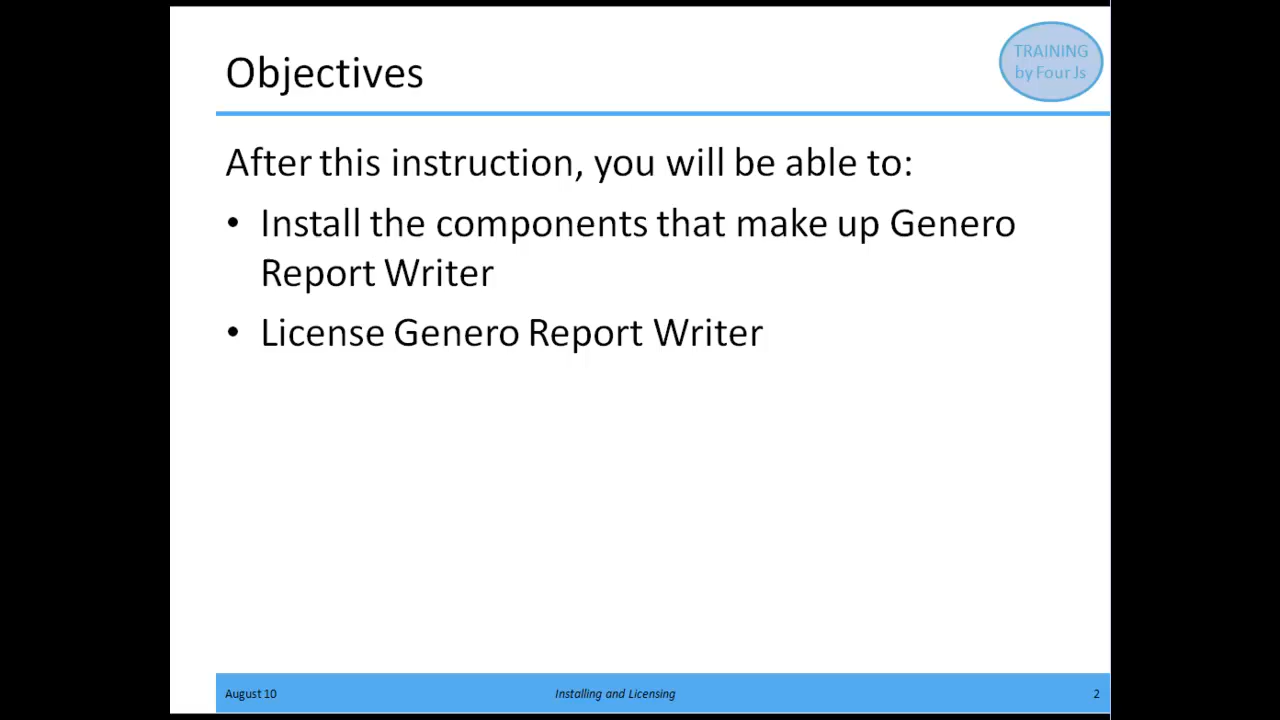 Objectives
TRAINING
by Four Js
After this instruction, you will be able to:
• Install the components that make up Genero
Report Writer
• License Genero Report Writer
August 10
Installing and Licensing
2